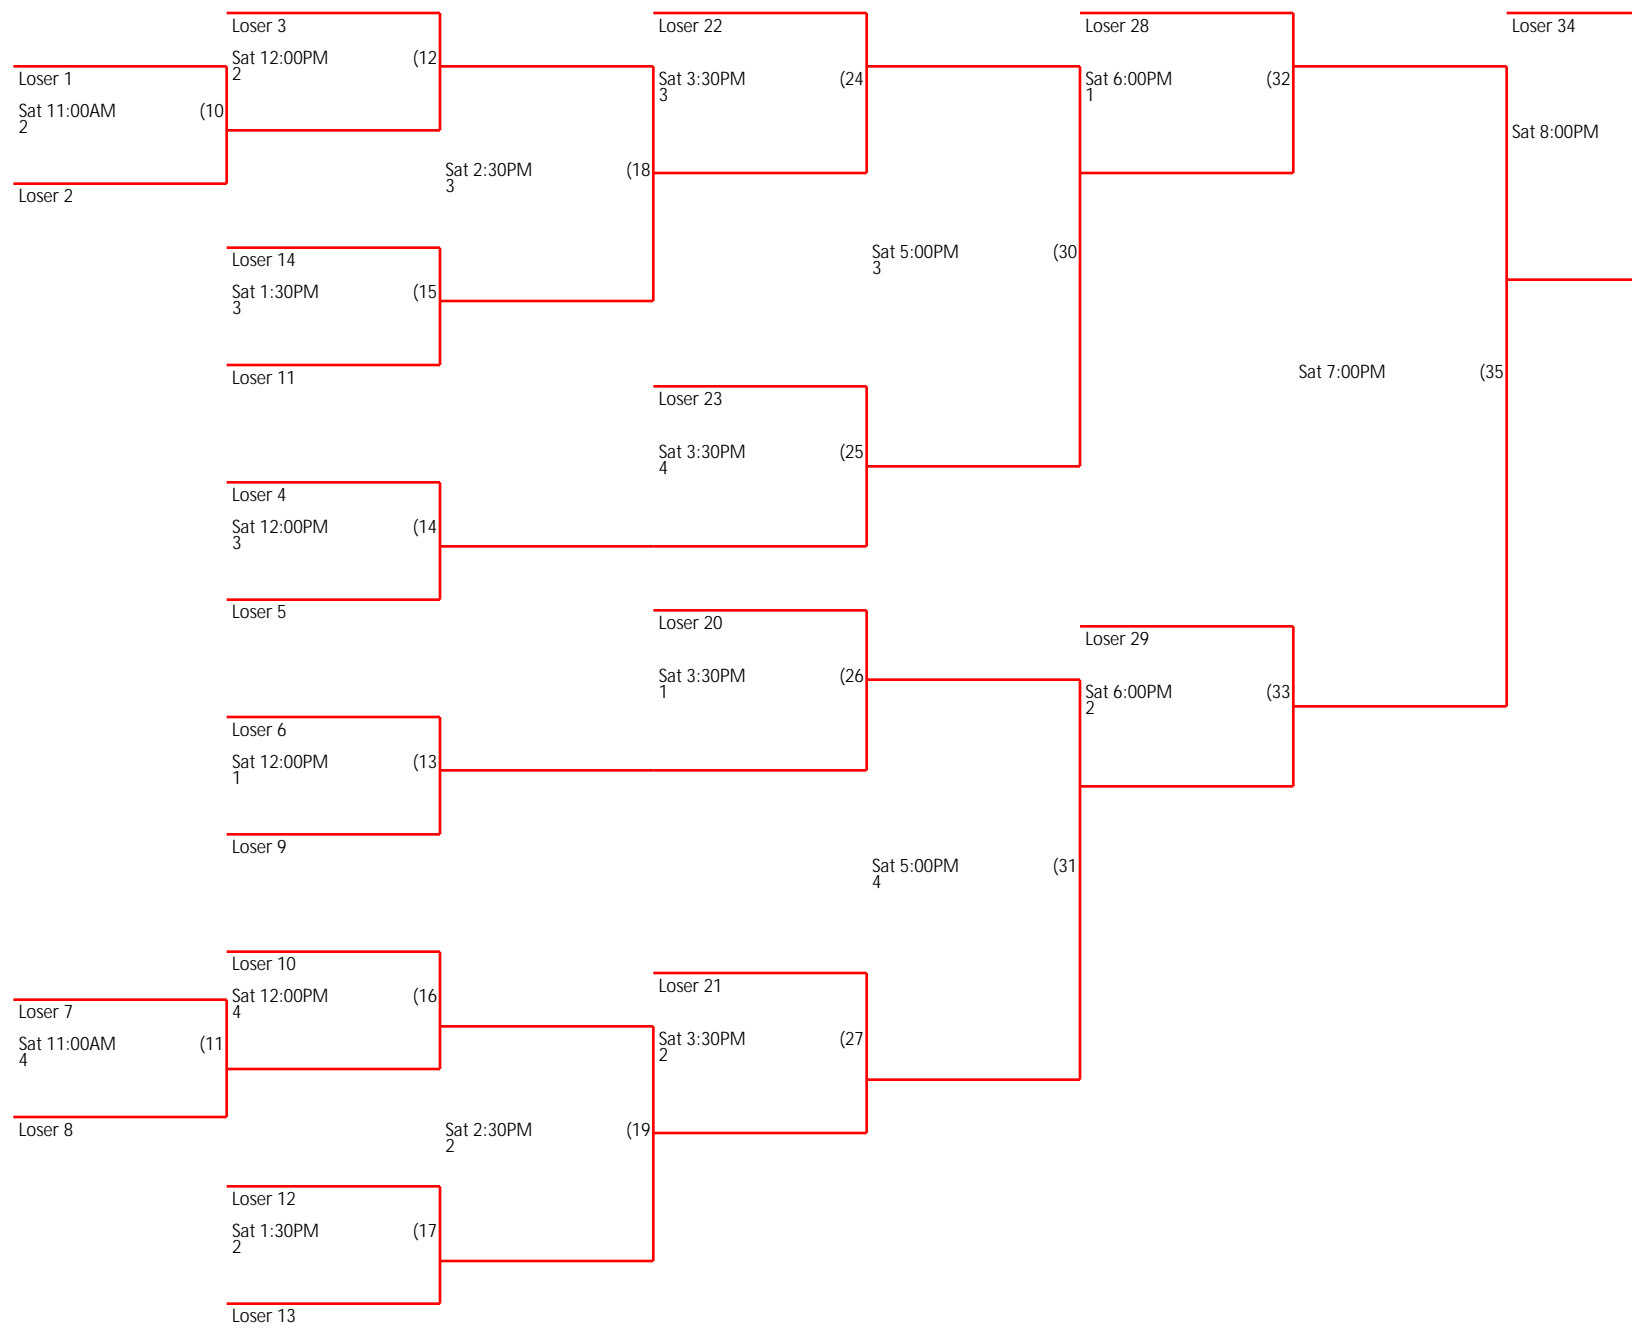 Loser 3
Sat 12:00PM (12
2
Loser 1
Sat 11:00AM (10
2
Loser 2
Loser 14
Sat 1:30PM (15
3
Loser 11
Loser 4
Sat 12:00PM (14
3
Loser 5
Loser 6
Sat 12:00PM (13
1
Loser 9
Loser 10
Sat 12:00PM (16
4
Loser 7
Sat 11:00AM (11
4
Loser 8
Loser 12
Sat 1:30PM (17
2
Loser 13
Sat 2:30PM (18
3
Sat 2:30PM (19
2
Loser 22
Sat 3:30PM (24
3
Loser 23
Sat 3:30PM (25
4
Loser 20
Sat 3:30PM (26
1
Loser 21
Sat 3:30PM (27
2
Sat 5:00PM (30
3
Sat 5:00PM (31
4
Loser 28
Sat 6:00PM (32
1
Loser 29
Sat 6:00PM (33
2
Sat 7:00PM (35
Loser 34
Sat 8:00PM